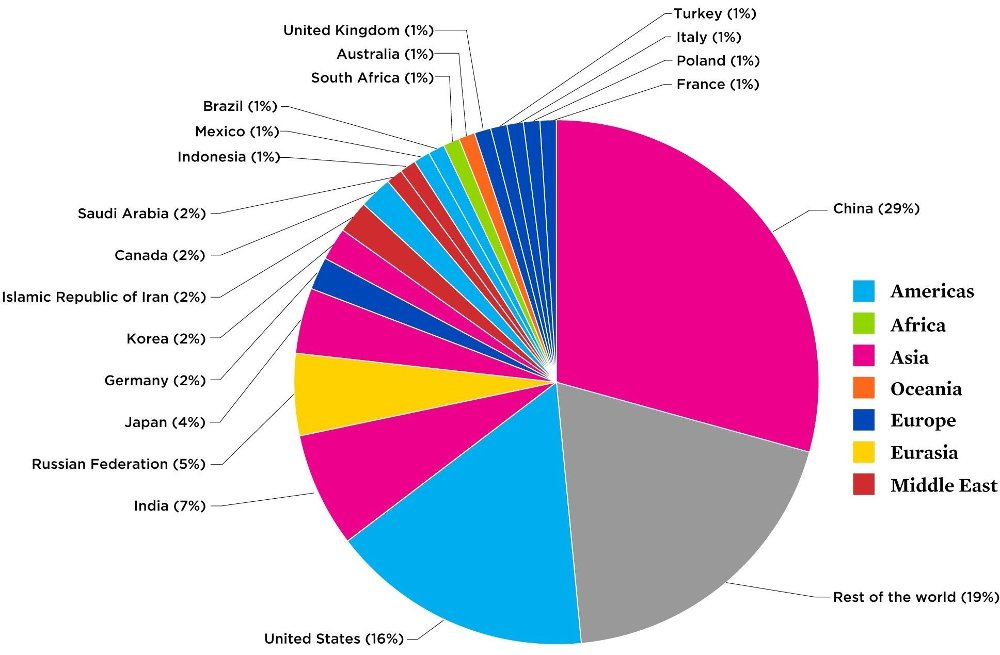 Turkey (1%)
United Kingdom (1%)
Italy (1%)
Australia (1%)
Poland (1%)
South Africa (1%)
France (1%)
Brazil (1%)
Mexico (1%)
Indonesia (1%)
Saudi Arabia (2%)
Canada (2%)
Islamic Republic of Iran (2%)
Korea (2%)
Germany (2%)
Japan (4%)
Russian Federation (5%)
India (7%)
United States (16%)
China (29%)
Rest of the world (19%)
Americas
Africa
Asia
Oceania
Europe
Eurasia
Middle East